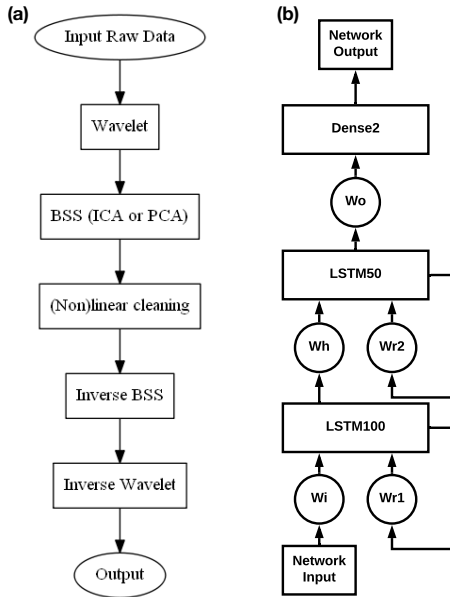 (a)
Input Raw Data
Wavelet
BSS (ICA or PCA)
(Non)linear cleaning
Inverse BSS
Inverse Wavelet
Output
(b)
Network
Output
Dense2
Wo
LSTM50
Wh
Wr2
LSTM100
Wi
Wr1
Network
Input